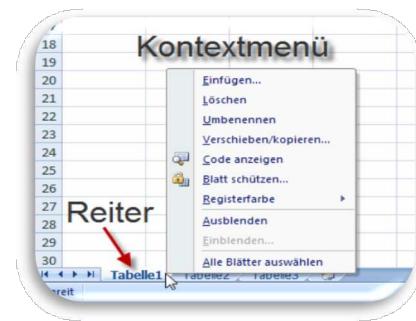 Kontextmenü
18
19
20
21
22
23
24
25
26
27
28
29
30
Einfügen...
Löschen
Umbenennen
Verschieben/kopieren...
Code anzeigen
Blatt schützen...
Registerfarbe
Ausblenden
Einblenden...
Alle Blätter auswählen
Reiter
Tabelle1 Tabelle2 Tabelle3